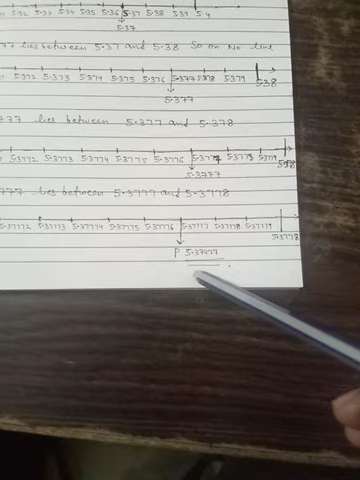 5.32 5.33 5.34 5.35 5.36 5.37 5.38 5.39 5.4
5.37
777 lies between 5.37 and 5.38 So on No line
5.372 5.373 5.374 5.375 5.376 5.377 5.378 5.379 5.38
5.377
777 lies between 5.377 and 5.378
5.3772 5.3773 5.3774 5.3775 5.3776 5.3777 5.3778 5.3779
5.3777
777 lies between 5.3777 and 5.3778
5.37772 5.37773 5.37774 5.37775 5.37776 5.37777 5.37778 5.37779 5.3778
P 5.37777